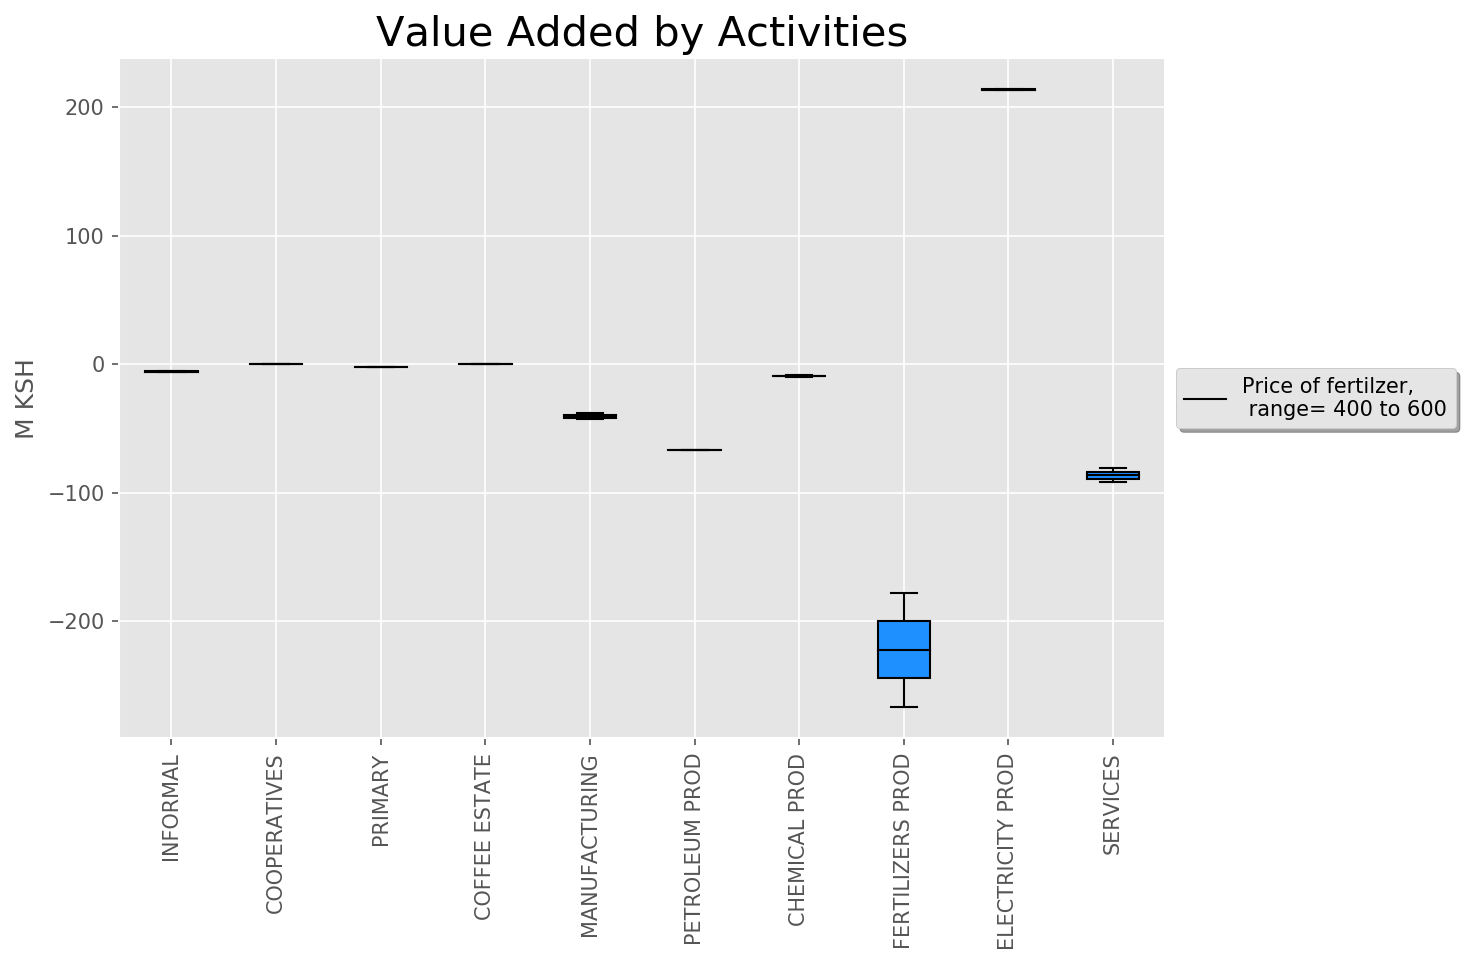 Value Added by Activities
M KSH
200
100
0
−100
−200
INFORMAL
COOPERATIVES
PRIMARY
COFFEE ESTATE
MANUFACTURING
PETROLEUM PROD
CHEMICAL PROD
FERTILIZERS PROD
ELECTRICITY PROD
SERVICES
Price of fertilzer,
range= 400 to 600